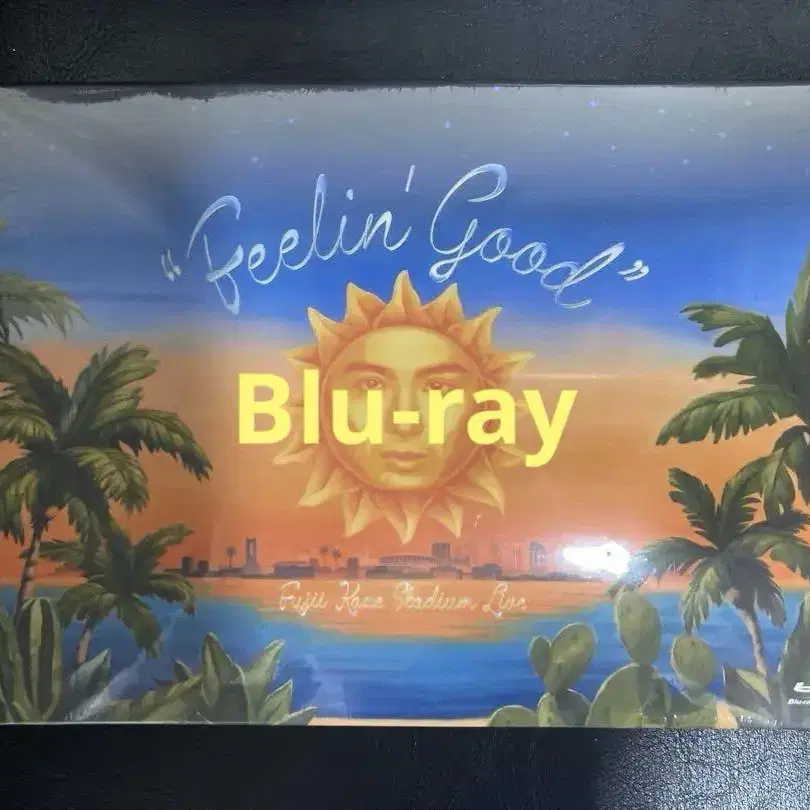 “Feelin' Good”
Blu-ray
Fujii Kaze Stadium Live